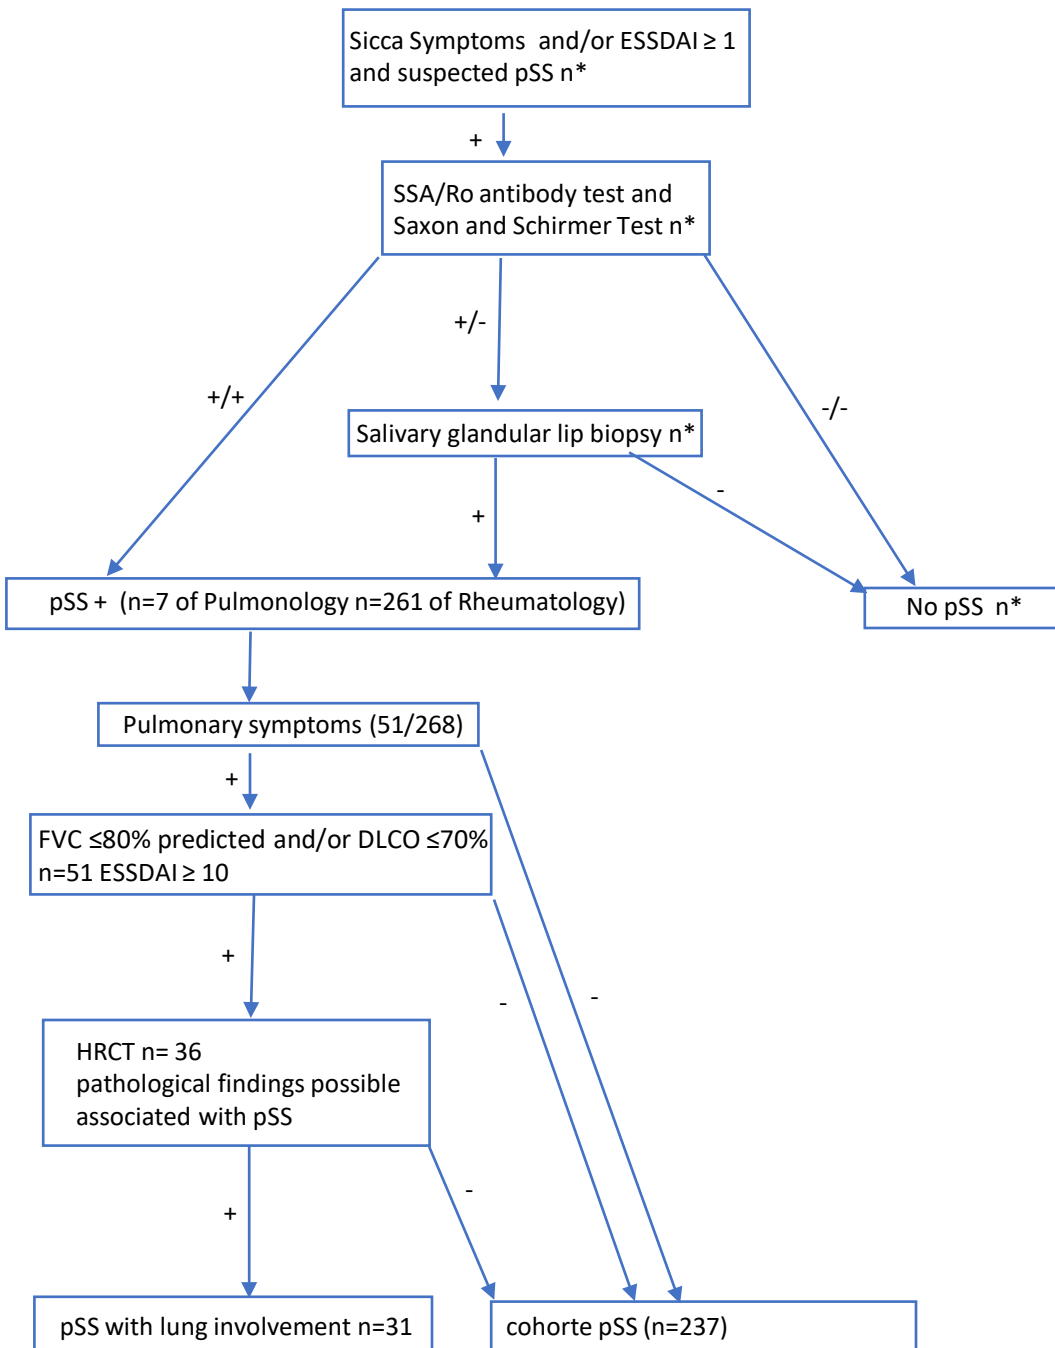 Sicca Symptoms and/or ESSDAI ≥ 1
and suspected pSS n*
+
SSA/Ro antibody test and
Saxon and Schirmer Test n*
+/-
+/+
-/-
Salivary glandular lip biopsy n*
-
+
pSS + (n=7 of Pulmonology n=261 of Rheumatology)
No pSS n*
Pulmonary symptoms (51/268)
+
FVC ≤80% predicted and/or DLCO ≤70%
n=51 ESSDAI ≥ 10
+
-
-
HRCT n= 36
pathological findings possible
associated with pSS
-
+
pSS with lung involvement n=31
cohorte pSS (n=237)